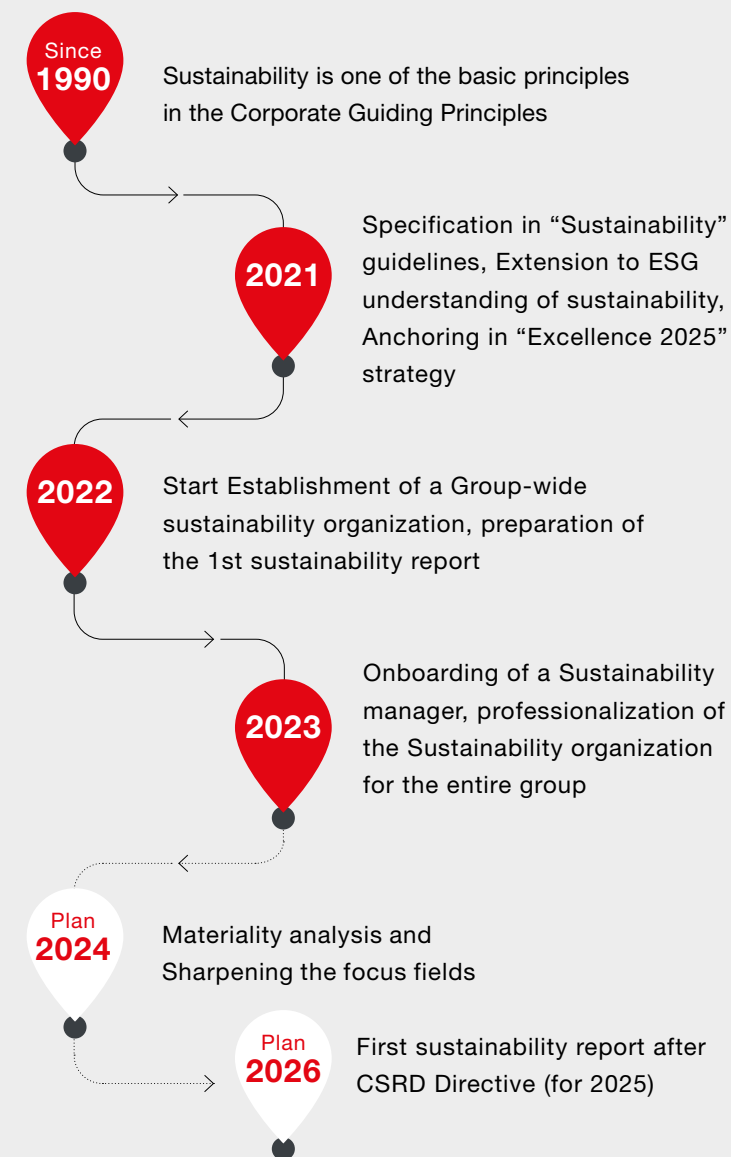 Since
1990
Sustainability is one of the basic principles
in the Corporate Guiding Principles
2021
Specification in “Sustainability”
guidelines, Extension to ESG
understanding of sustainability,
Anchoring in “Excellence 2025”
strategy
2022
Start Establishment of a Group-wide
sustainability organization, preparation of
the 1st sustainability report
2023
Onboarding of a Sustainability
manager, professionalization of
the Sustainability organization
for the entire group
Plan
2024
Materiality analysis and
Sharpening the focus fields
Plan
2026
First sustainability report after
CSRD Directive (for 2025)